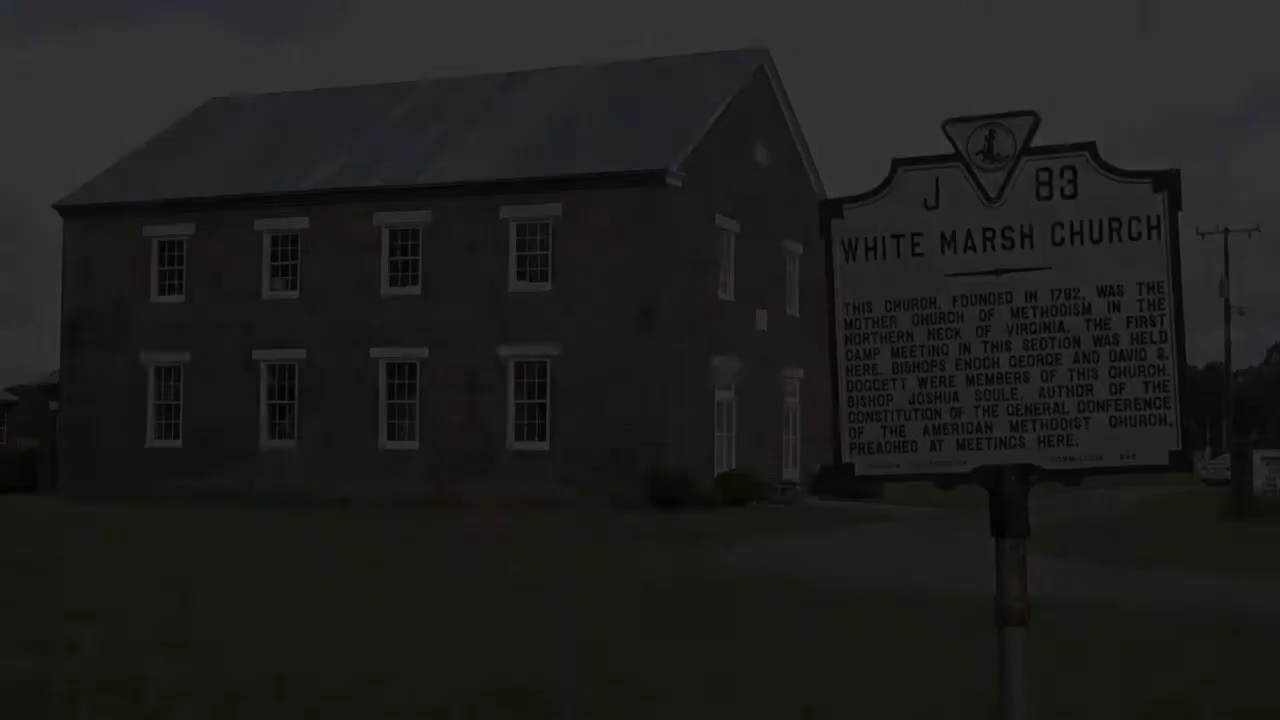 J 83
WHITE MARSH CHURCH
THIS CHURCH, FOUNDED IN 1792, WAS THE
MOTHER CHURCH OF METHODISM IN THE
NORTHERN NECK OF VIRGINIA. THE FIRST
CAMP MEETING IN THIS SECTION WAS HELD
HERE. BISHOPS ENOCH GEORGE AND DAVID S.
DOGGETT WERE MEMBERS OF THIS CHURCH.
BISHOP JOSHUA SOULE, AUTHOR OF THE
CONSTITUTION OF THE GENERAL CONFERENCE
OF THE AMERICAN METHODIST CHURCH,
PREACHED AT MEETINGS HERE.